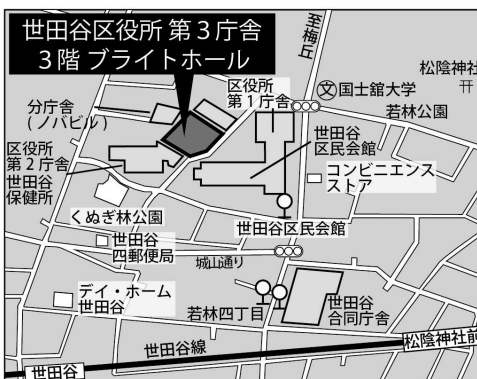 世田谷区役所 第３庁舎
３階 ブライトホール
至梅丘
区役所
第１庁舎
文国士舘大学
松陰神社
若林公園
分庁舎
(ノバビル)
世田谷
区民会館
区役所
第２庁舎
世田谷
保健所
コンビニエンス
ストア
くぬぎ林公園
世田谷区民会館
世田谷
四郵便局
城山通り
デイ・ホーム
世田谷
若林四丁目
世田谷
合同庁舎
世田谷線
松陰神社前
世田谷